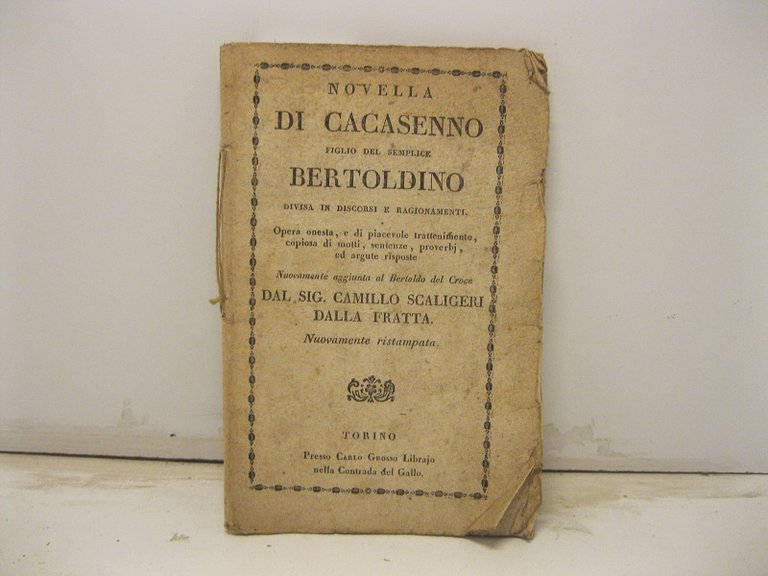 NOVELLA
DI CACASENNO
FIGLIO DEL SEMPLICE
BERTOLDINO
DIVISA IN DISCORSI E RAGIONAMENTI.
Opera onesta, e di piacevole trattenimento,
copiosa di motti, sentenze, proverbj,
ed argute risposte
Nuovamente aggiunta al Bertoldo del Croce
DAL SIG. CAMILLO SCALIGERI
DALLA FRATTA.
Nuovamente ristampata.
TORINO
Presso CARLO GROSSO Librajo
nella Contrada del Gallo.